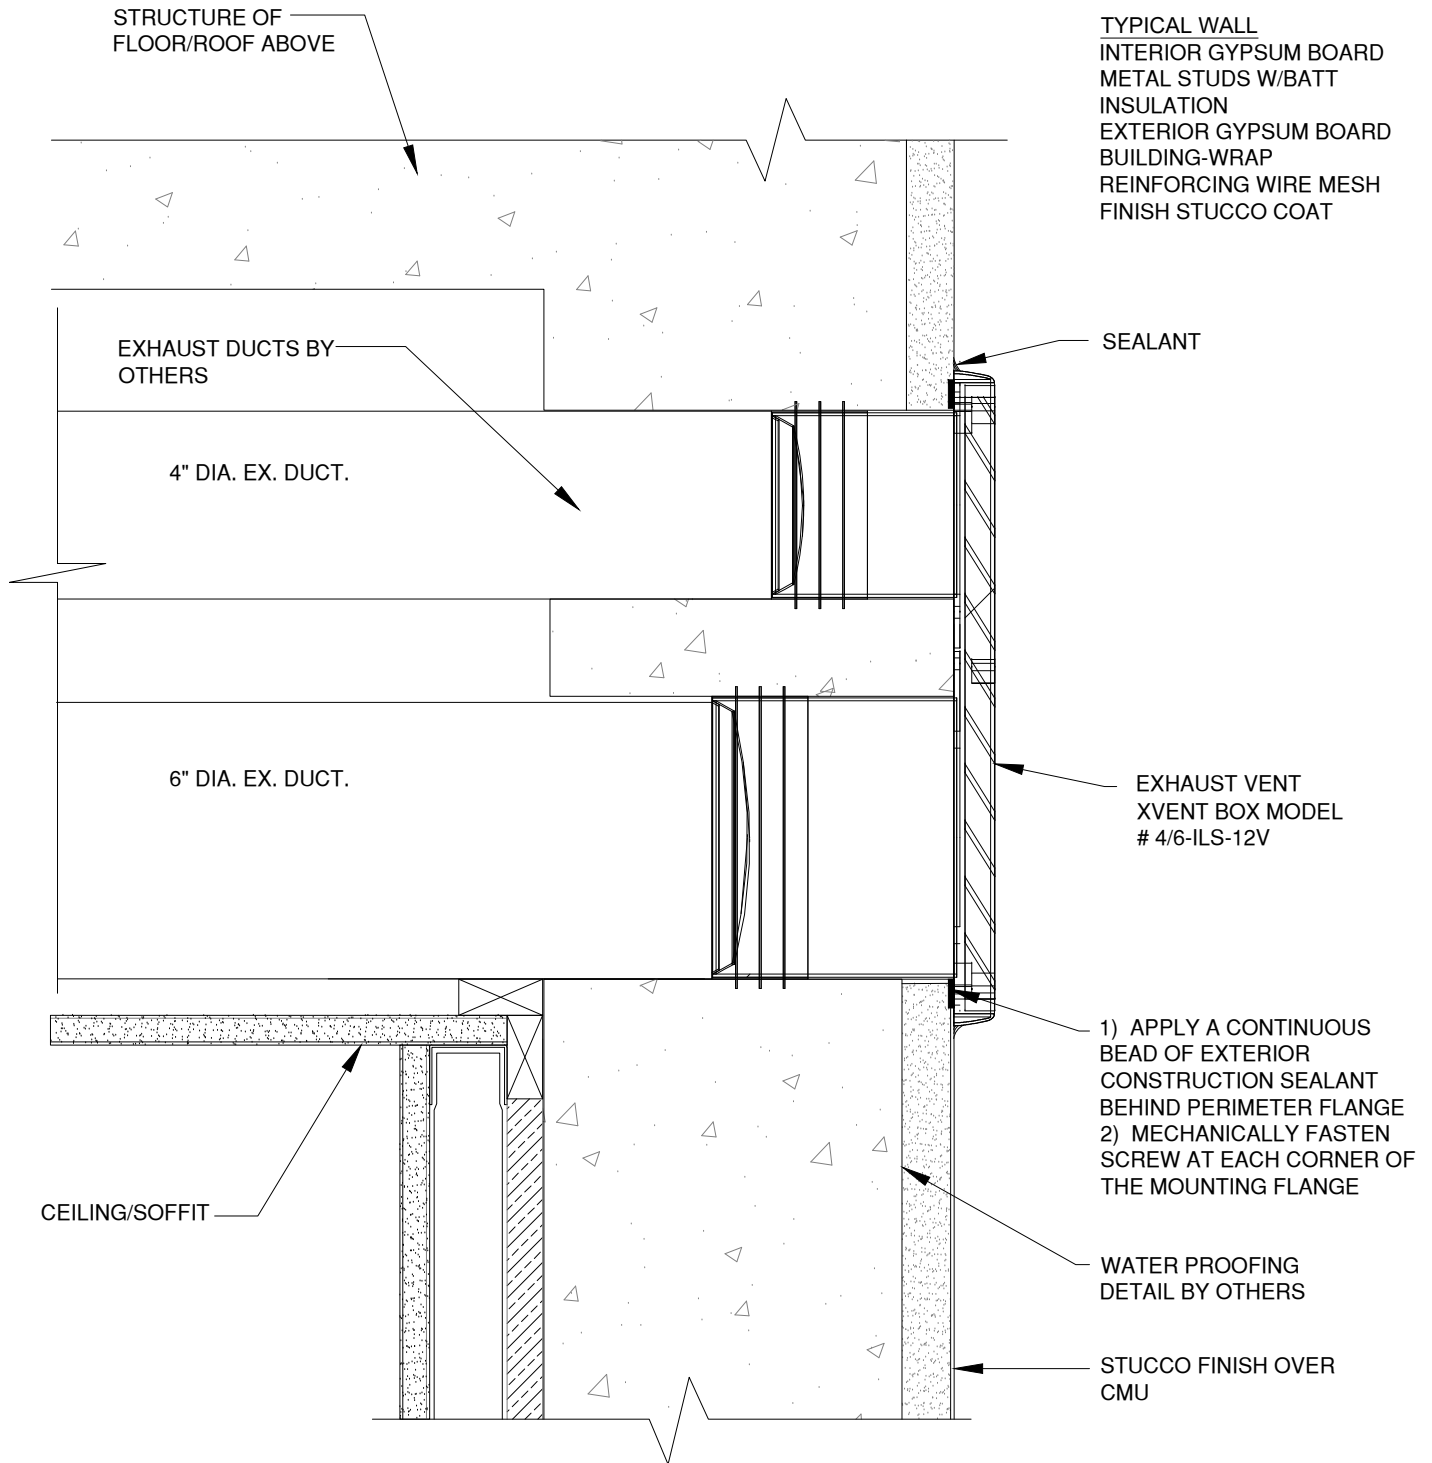 STRUCTURE OF
FLOOR/ROOF ABOVE
TYPICAL WALL
INTERIOR GYPSUM BOARD
METAL STUDS W/BATT
INSULATION
EXTERIOR GYPSUM BOARD
BUILDING-WRAP
REINFORCING WIRE MESH
FINISH STUCCO COAT
SEALANT
EXHAUST DUCTS BY
OTHERS
4" DIA. EX. DUCT.
6" DIA. EX. DUCT.
EXHAUST VENT
XVENT BOX MODEL
# 4/6-ILS-12V
1) APPLY A CONTINUOUS
BEAD OF EXTERIOR
CONSTRUCTION SEALANT
BEHIND PERIMETER FLANGE
2) MECHANICALLY FASTEN
SCREW AT EACH CORNER OF
THE MOUNTING FLANGE
CEILING/SOFFIT
WATER PROOFING
DETAIL BY OTHERS
STUCCO FINISH OVER
CMU